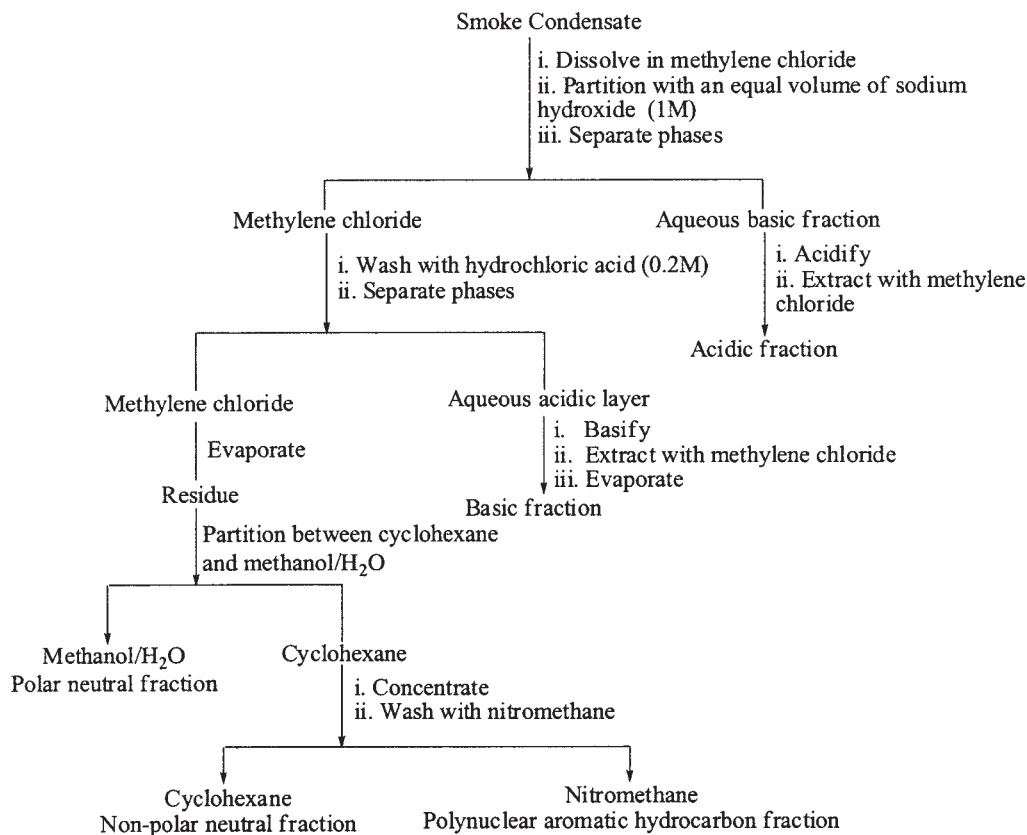 Smoke Condensate
i. Dissolve in methylene chloride
ii. Partition with an equal volume of sodium
hydroxide (1M)
iii. Separate phases
Methylene chloride
Aqueous basic fraction
i. Wash with hydrochloric acid (0.2M)
ii. Separate phases
i. Acidify
ii. Extract with methylene
chloride
Acidic fraction
Methylene chloride
Aqueous acidic layer
Evaporate
i. Basify
ii. Extract with methylene chloride
iii. Evaporate
Residue
Basic fraction
Partition between cyclohexane
and methanol/H₂O
Methanol/H₂O
Polar neutral fraction
Cyclohexane
i. Concentrate
ii. Wash with nitromethane
Cyclohexane
Non-polar neutral fraction
Nitromethane
Polynuclear aromatic hydrocarbon fraction